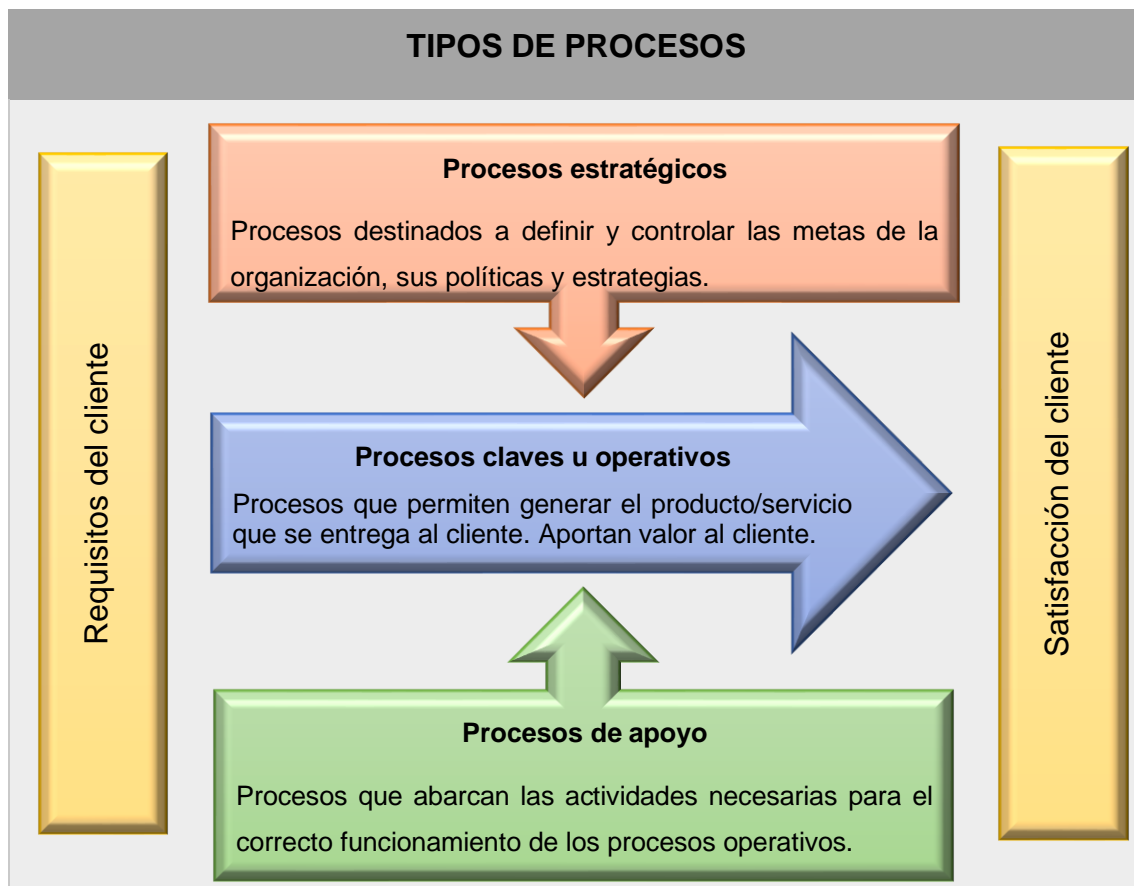 TIPOS DE PROCESOS
Requisitos del cliente
Procesos estratégicos
Procesos destinados a definir y controlar las metas de la
organización, sus políticas y estrategias.
Procesos claves u operativos
Procesos que permiten generar el producto/servicio
que se entrega al cliente. Aportan valor al cliente.
Procesos de apoyo
Procesos que abarcan las actividades necesarias para el
correcto funcionamiento de los procesos operativos.
Satisfacción del cliente